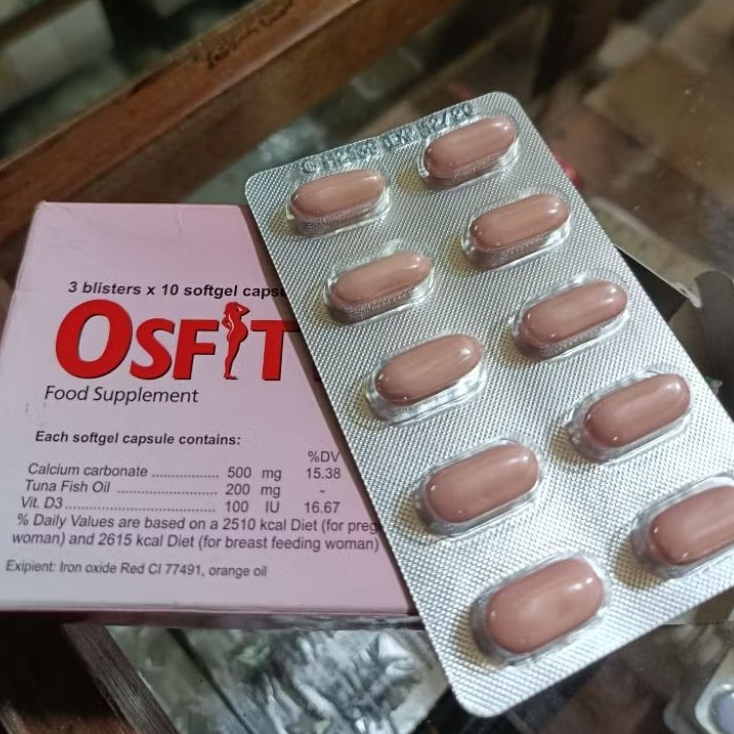 3 blisters x 10 softgel caps
OSFIT
Food Supplement
Each softgel capsule contains:
%DV
Calcium carbonate .................. 500 mg 15.38
Tuna Fish Oil .................. 200 mg -
Vit. D3.................. 100 IU 16.67
% Daily Values are based on a 2510 kcal Diet (for preg
woman) and 2615 kcal Diet (for breast feeding woman)
Exipient: Iron oxide Red CI 77491, orange oil